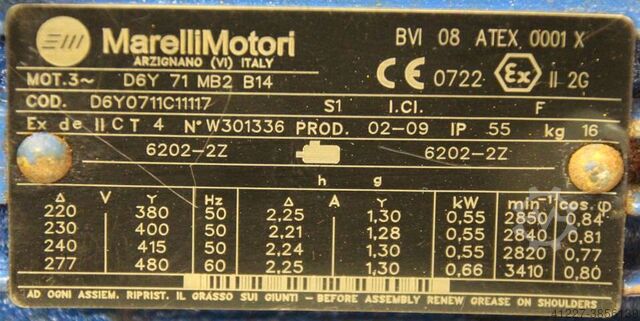 MarelliMotori
ARZIGNANO (VI) ITALY
BVI 08 ATEX 0001 X
MOT.3~ D6Y 71 MB2 B14
CE 0722 Ex II 2G
COD. D6Y0711C11117 S1 I.CI. F
Ex de II C T 4 N° W301336 PROD. 02-09 IP 55 kg 16
6202-2Z 6202-2Z
h g
Δ V Y Hz Δ A Y kW min⁻¹ cos.φ
220 380 50 2,25 1,30 0,55 2850 0,84
230 400 50 2,21 1,28 0,55 2840 0,81
240 415 50 2,24 1,30 0,55 2820 0,77
277 480 60 2,25 1,30 0,66 3410 0,80
AD OGNI ASSIEM. RIPRIST. IL GRASSO SUI GIUNTI - BEFORE ASSEMBLY RENEW GREASE ON SHOULDERS